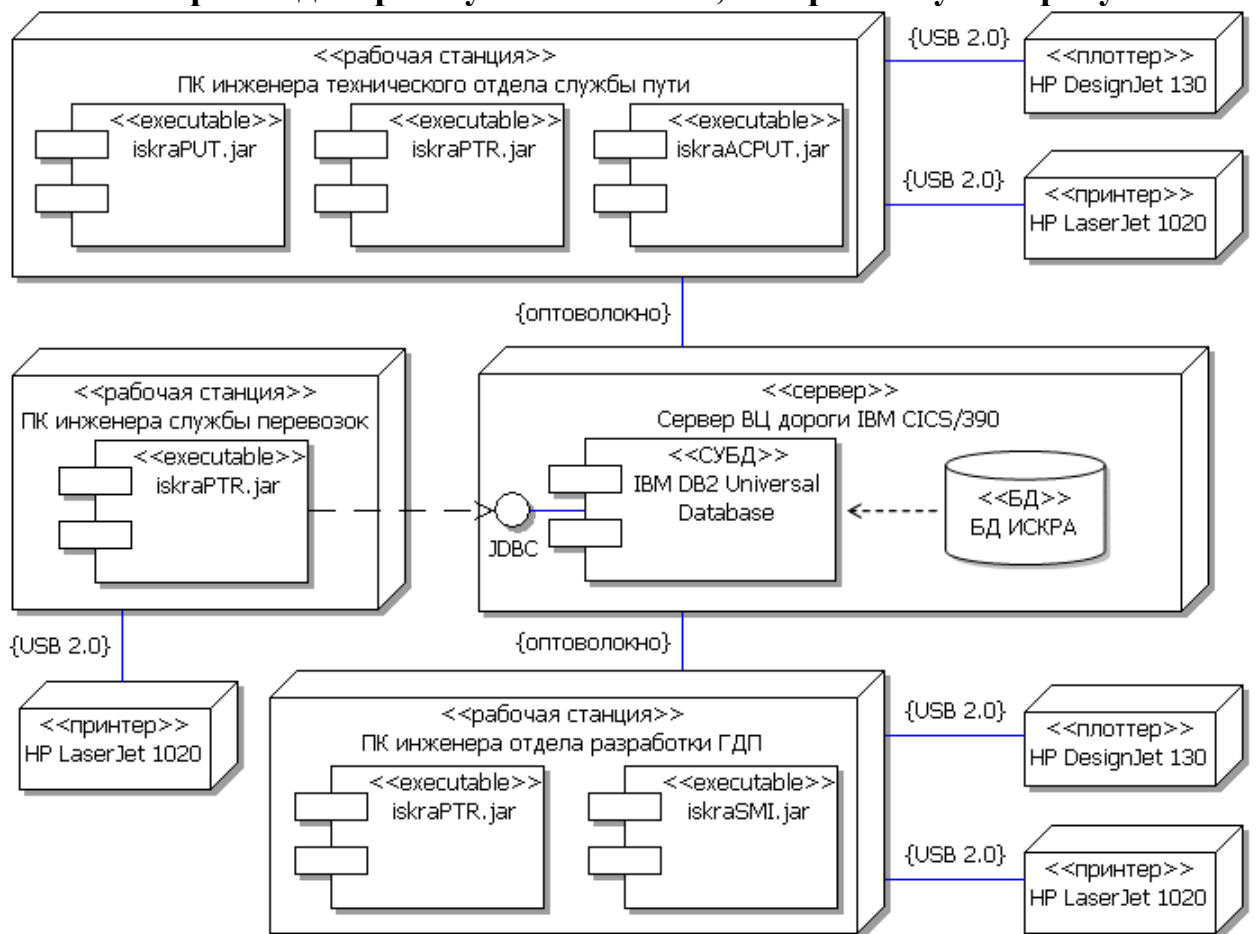 {USB 2.0}
<<рабочая станция>>
ПК инженера технического отдела службы пути
<<плоттер>>
HP DesignJet 130
<<executable>>
iskraPUT.jar
<<executable>>
iskraPTR.jar
<<executable>>
iskraACPUT.jar
{USB 2.0}
<<принтер>>
HP LaserJet 1020
{оптоволокно}
<<рабочая станция>>
ПК инженера службы перевозок
<<executable>>
iskraPTR.jar
<<сервер>>
Сервер ВЦ дороги IBM CICS/390
<<СУБД>>
IBM DB2 Universal
Database
JDBC
<<БД>>
БД ИСКРА
{USB 2.0}
<<принтер>>
HP LaserJet 1020
{оптоволокно}
<<рабочая станция>>
ПК инженера отдела разработки ГДП
<<executable>>
iskraPTR.jar
<<executable>>
iskraSMI.jar
{USB 2.0}
<<плоттер>>
HP DesignJet 130
{USB 2.0}
<<принтер>>
HP LaserJet 1020